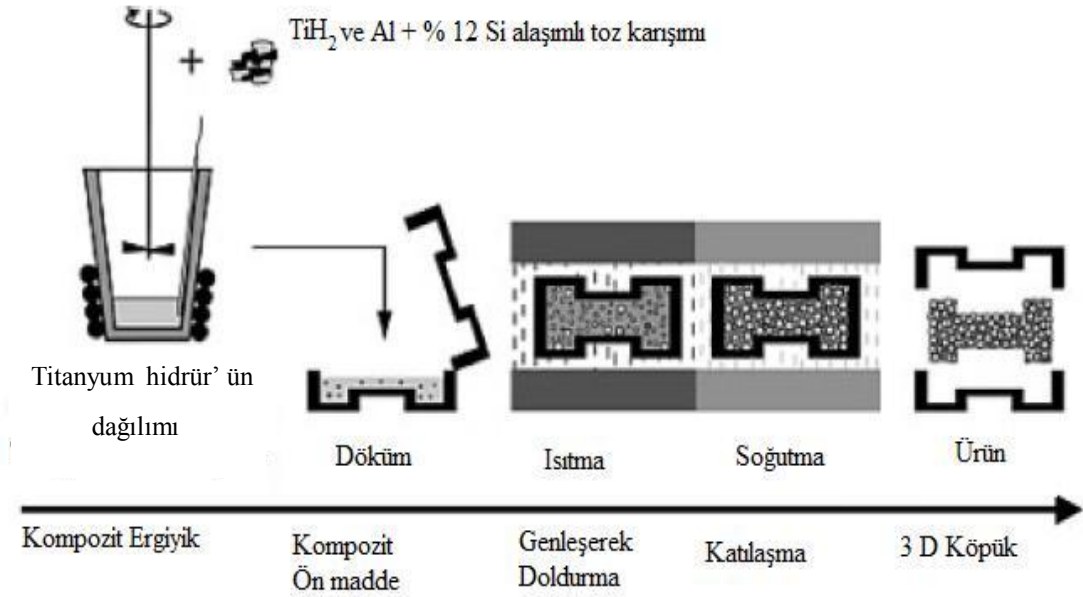 TiH2 ve Al + % 12 Si alaşımlı toz karışımı
+
Titanyum hidrür’ ün
dağılımı
Döküm
Isıtma
Soğutma
Ürün
Kompozit Ergiyik
Kompozit
Ön madde
Genleşerek
Doldurma
Katılaşma
3 D Köpük